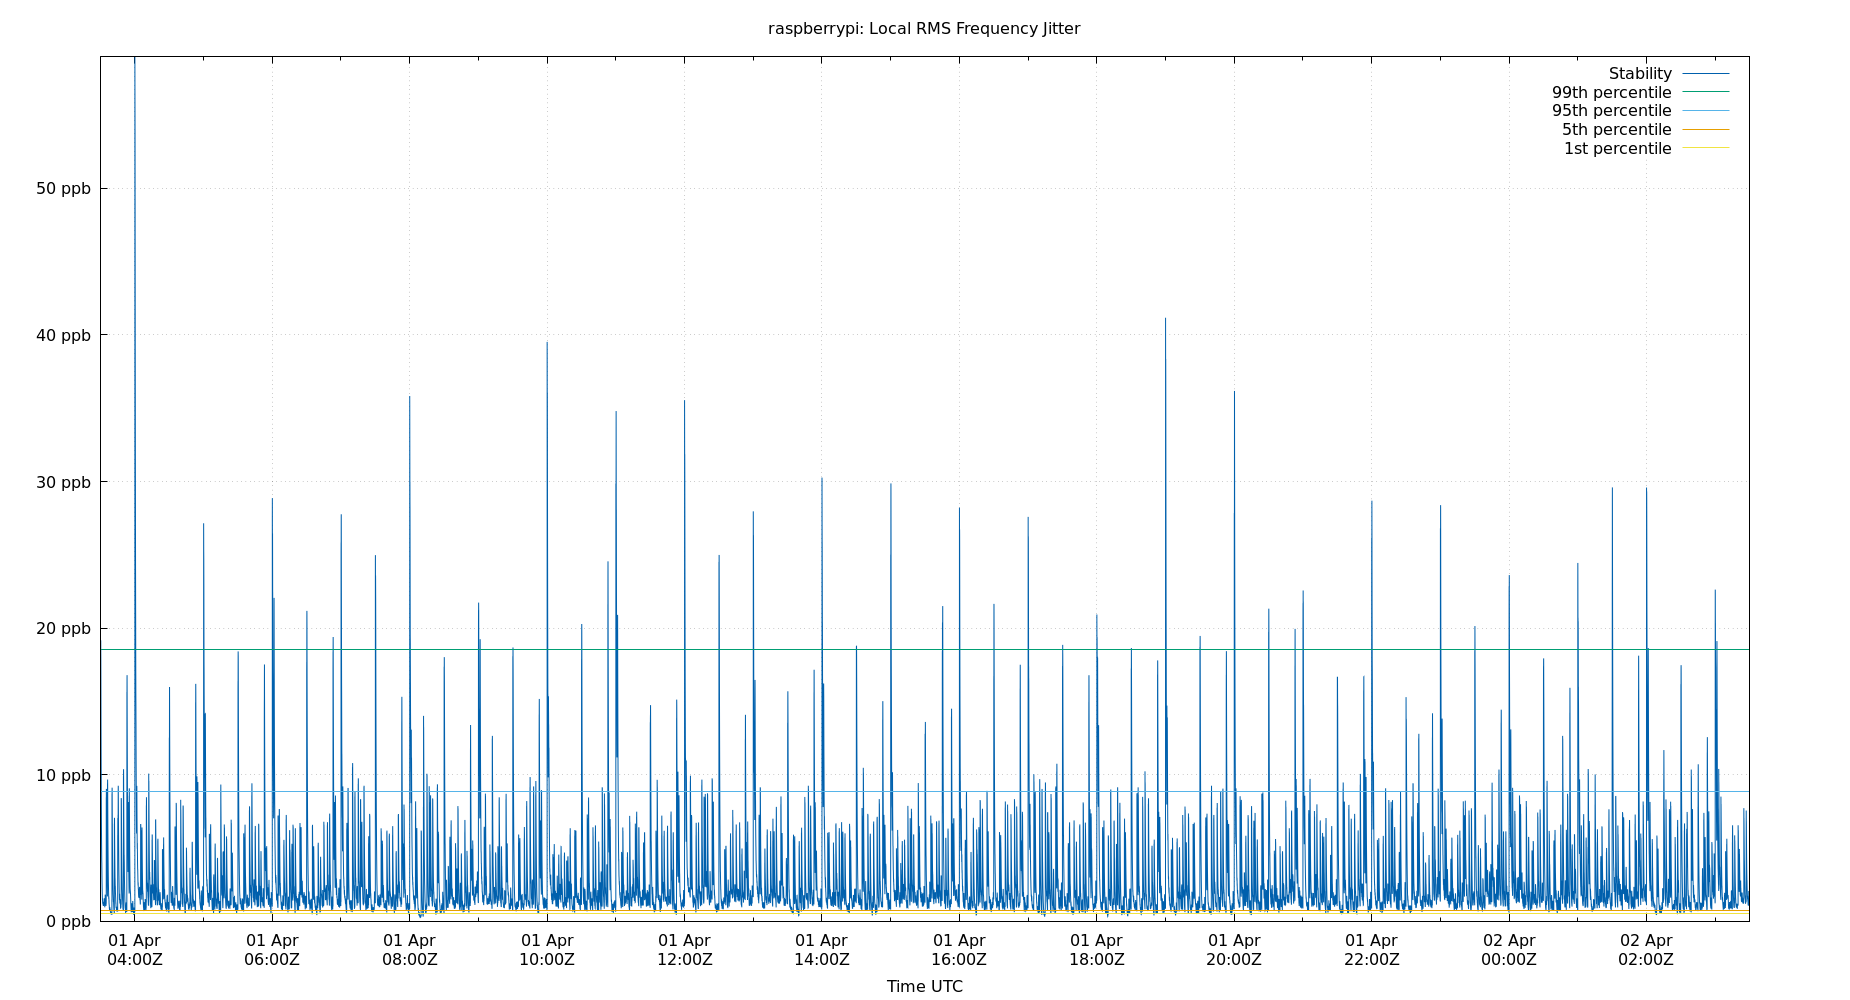 raspberrypi: Local RMS Frequency Jitter
Stability
99th percentile
95th percentile
5th percentile
1st percentile
50 ppb
40 ppb
30 ppb
20 ppb
10 ppb
0 ppb
01 Apr 01 Apr 01 Apr 01 Apr 01 Apr 01 Apr 01 Apr 01 Apr 01 Apr 01 Apr 02 Apr 02 Apr
04:00Z 06:00Z 08:00Z 10:00Z 12:00Z 14:00Z 16:00Z 18:00Z 20:00Z 22:00Z 00:00Z 02:00Z
Time UTC